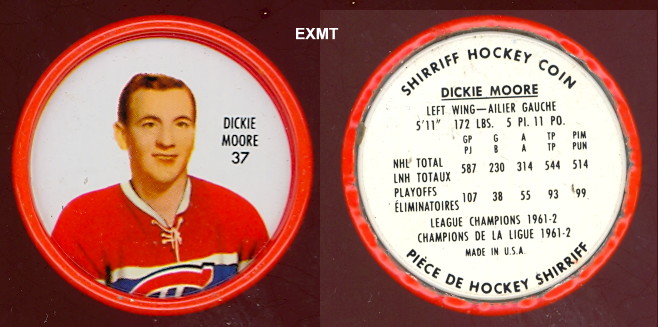 EXMT
DICKIE
MOORE
37
SHIRRIFF HOCKEY COIN
DICKIE MOORE
LEFT WING—AILIER GAUCHE
5'11" 172 LBS. 5 PI. 11 PO.
GP G A TP PIM
PJ B A TP PUN
NHL TOTAL
LNH TOTAUX 587 230 314 544 514
PLAYOFFS
ÉLIMINATOIRES 107 38 55 93 99
LEAGUE CHAMPIONS 1961-2
CHAMPIONS DE LA LIGUE 1961-2
MADE IN U.S.A.
PIÈCE DE HOCKEY SHIRRIFF